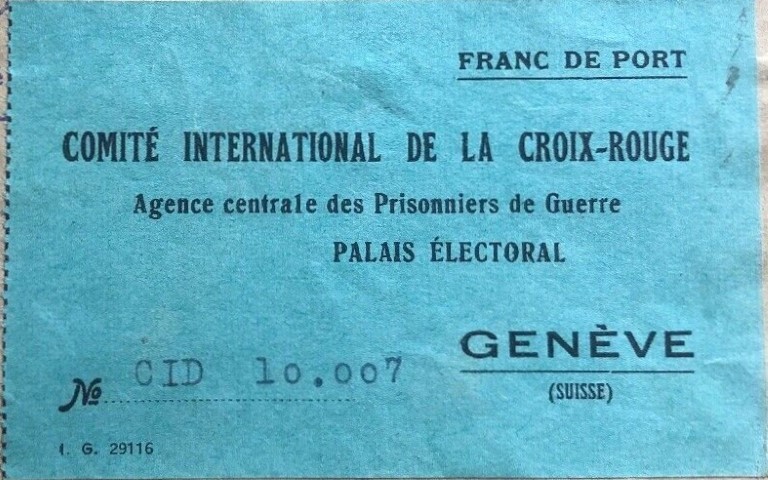 FRANC DE PORT
COMITÉ INTERNATIONAL DE LA CROIX-ROUGE
Agence centrale des Prisonniers de Guerre
PALAIS ÉLECTORAL
GENÈVE
(SUISSE)
No CID 10.007
I. G. 29116